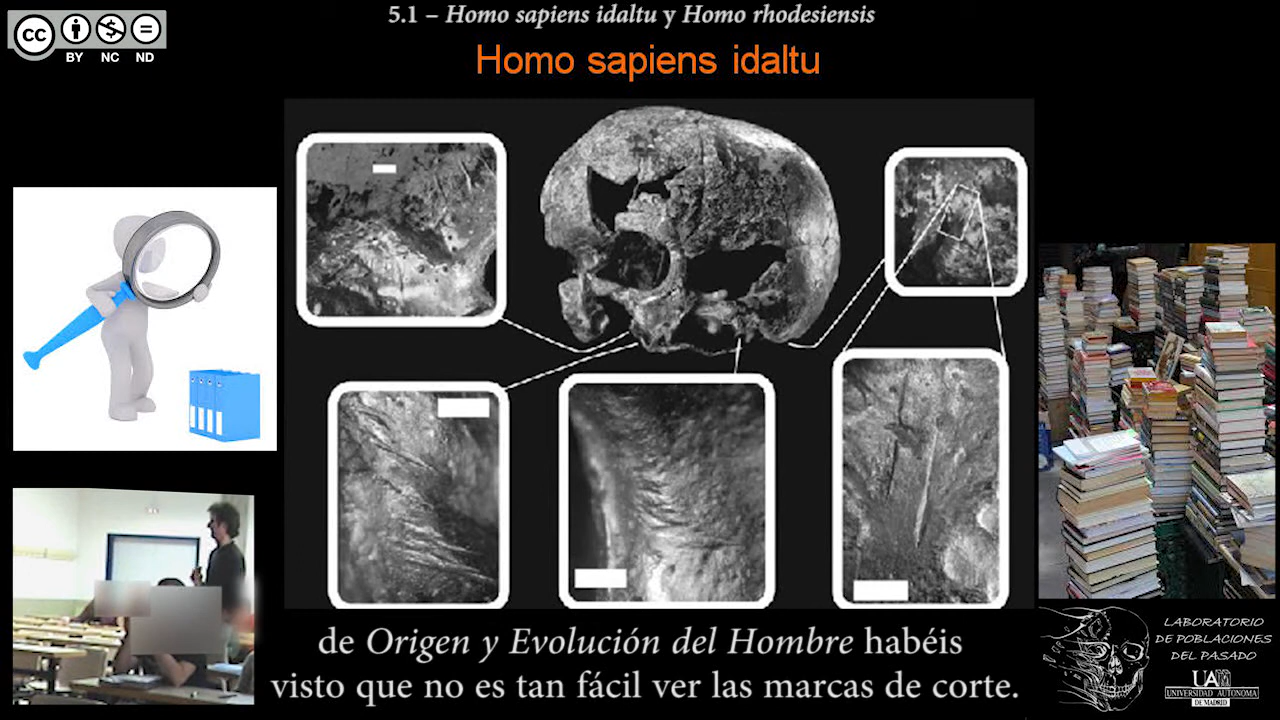 5.1 – Homo sapiens idaltu y Homo rhodesiensis
cc
BY NC ND
Homo sapiens idaltu
de Origen y Evolución del Hombre habéis
visto que no es tan fácil ver las marcas de corte.
LABORATORIO
DE POBLACIONES
DEL PASADO
UAM
UNIVERSIDAD AUTONOMA
DE MADRID